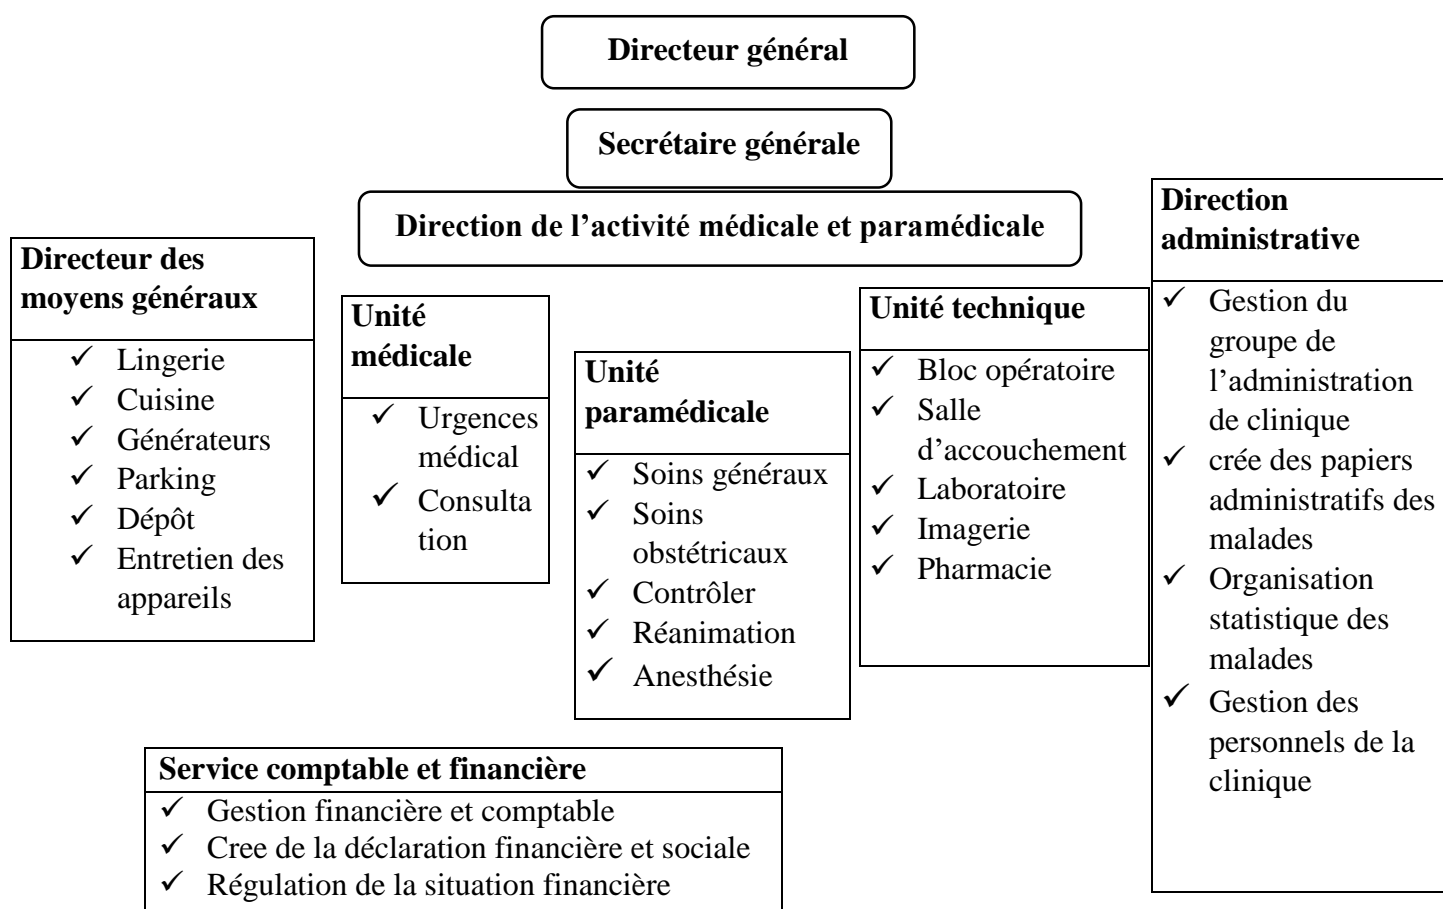 Directeur général
Secrétaire générale
Direction de l’activité médicale et paramédicale
Directeur des
moyens généraux
✓ Lingerie
✓ Cuisine
✓ Générateurs
✓ Parking
✓ Dépôt
✓ Entretien des
appareils
Unité
médicale
✓ Urgences
médical
✓ Consulta
tion
Unité
paramédicale
✓ Soins généraux
✓ Soins
obstétricaux
✓ Contrôler
✓ Réanimation
✓ Anesthésie
Unité technique
✓ Bloc opératoire
✓ Salle
d’accouchement
✓ Laboratoire
✓ Imagerie
✓ Pharmacie
Direction
administrative
✓ Gestion du
groupe de
l’administration
de clinique
✓ crée des papiers
administratifs des
malades
✓ Organisation
statistique des
malades
✓ Gestion des
personnels de la
clinique
Service comptable et financière
✓ Gestion financière et comptable
✓ Cree de la déclaration financière et sociale
✓ Régulation de la situation financière